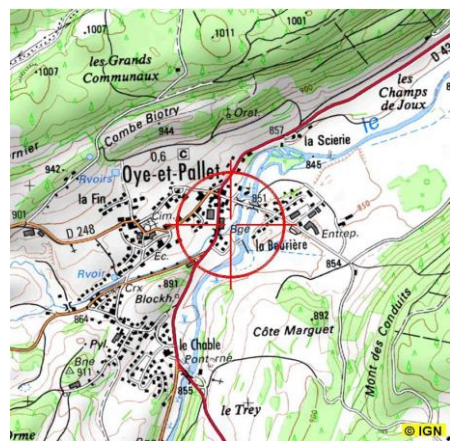 1007
1011
1001
les Grands
Communaux
1007
D 43
les
Champs
de Joux
Combe Biotry
Orat.
944
857
la Scierie
le
0,6 C
Oye-et-Pallet
845
942
Rvoirs
la Fin
851
850
901
D 248
Cim.
Bge
la Beurière
Entrep.
Ec.
854
Rvoir
891
Crx
Blockh.
864
892
Côte Marguet
Mont des Conduits
Pyl.
le Chable
Bne
911
Pont-
855
le Trey
860
© IGN